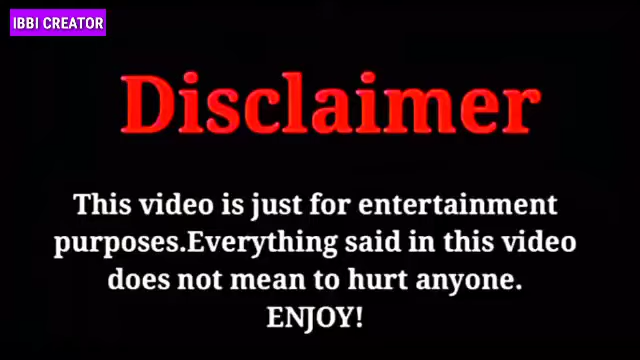 IBBI CREATOR
Disclaimer
This video is just for entertainment
purposes.Everything said in this video
does not mean to hurt anyone.
ENJOY!